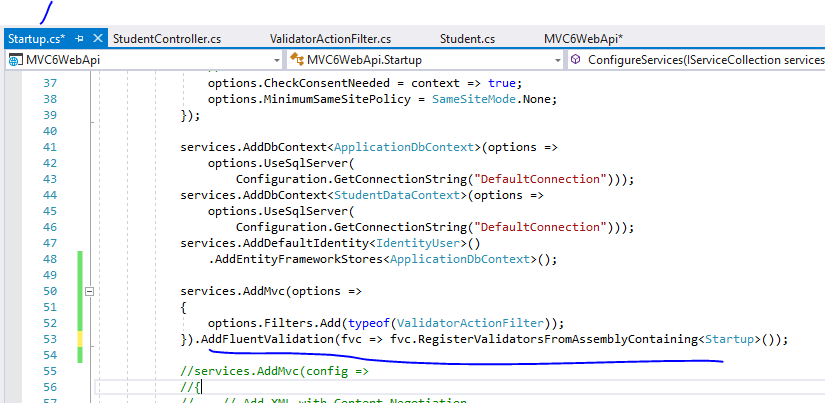 Startup.cs* StudentController.cs ValidatorActionFilter.cs Student.cs MVC6WebApi*
MVC6WebApi MVC6WebApi.Startup ConfigureServices(IServiceCollection services
37 options.CheckConsentNeeded = context => true;
38 options.MinimumSameSitePolicy = SameSiteMode.None;
39 });
40
41 services.AddDbContext<ApplicationDbContext>(options =>
42 options.UseSqlServer(
43 Configuration.GetConnectionString("DefaultConnection")));
44 services.AddDbContext<StudentDataContext>(options =>
45 options.UseSqlServer(
46 Configuration.GetConnectionString("DefaultConnection")));
47 services.AddDefaultIdentity<IdentityUser>()
48 .AddEntityFrameworkStores<ApplicationDbContext>();
49
50 services.AddMvc(options =>
51 {
52 options.Filters.Add(typeof(ValidatorActionFilter));
53 }).AddFluentValidation(fvc => fvc.RegisterValidatorsFromAssemblyContaining<Startup>());
54
55 //services.AddMvc(config =>
56 //{
57 // // Add XML with Content Negotiation